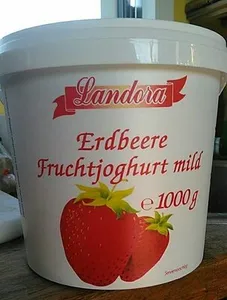 Landora
Erdbeere
Fruchtjoghurt mild
℮ 1000 g